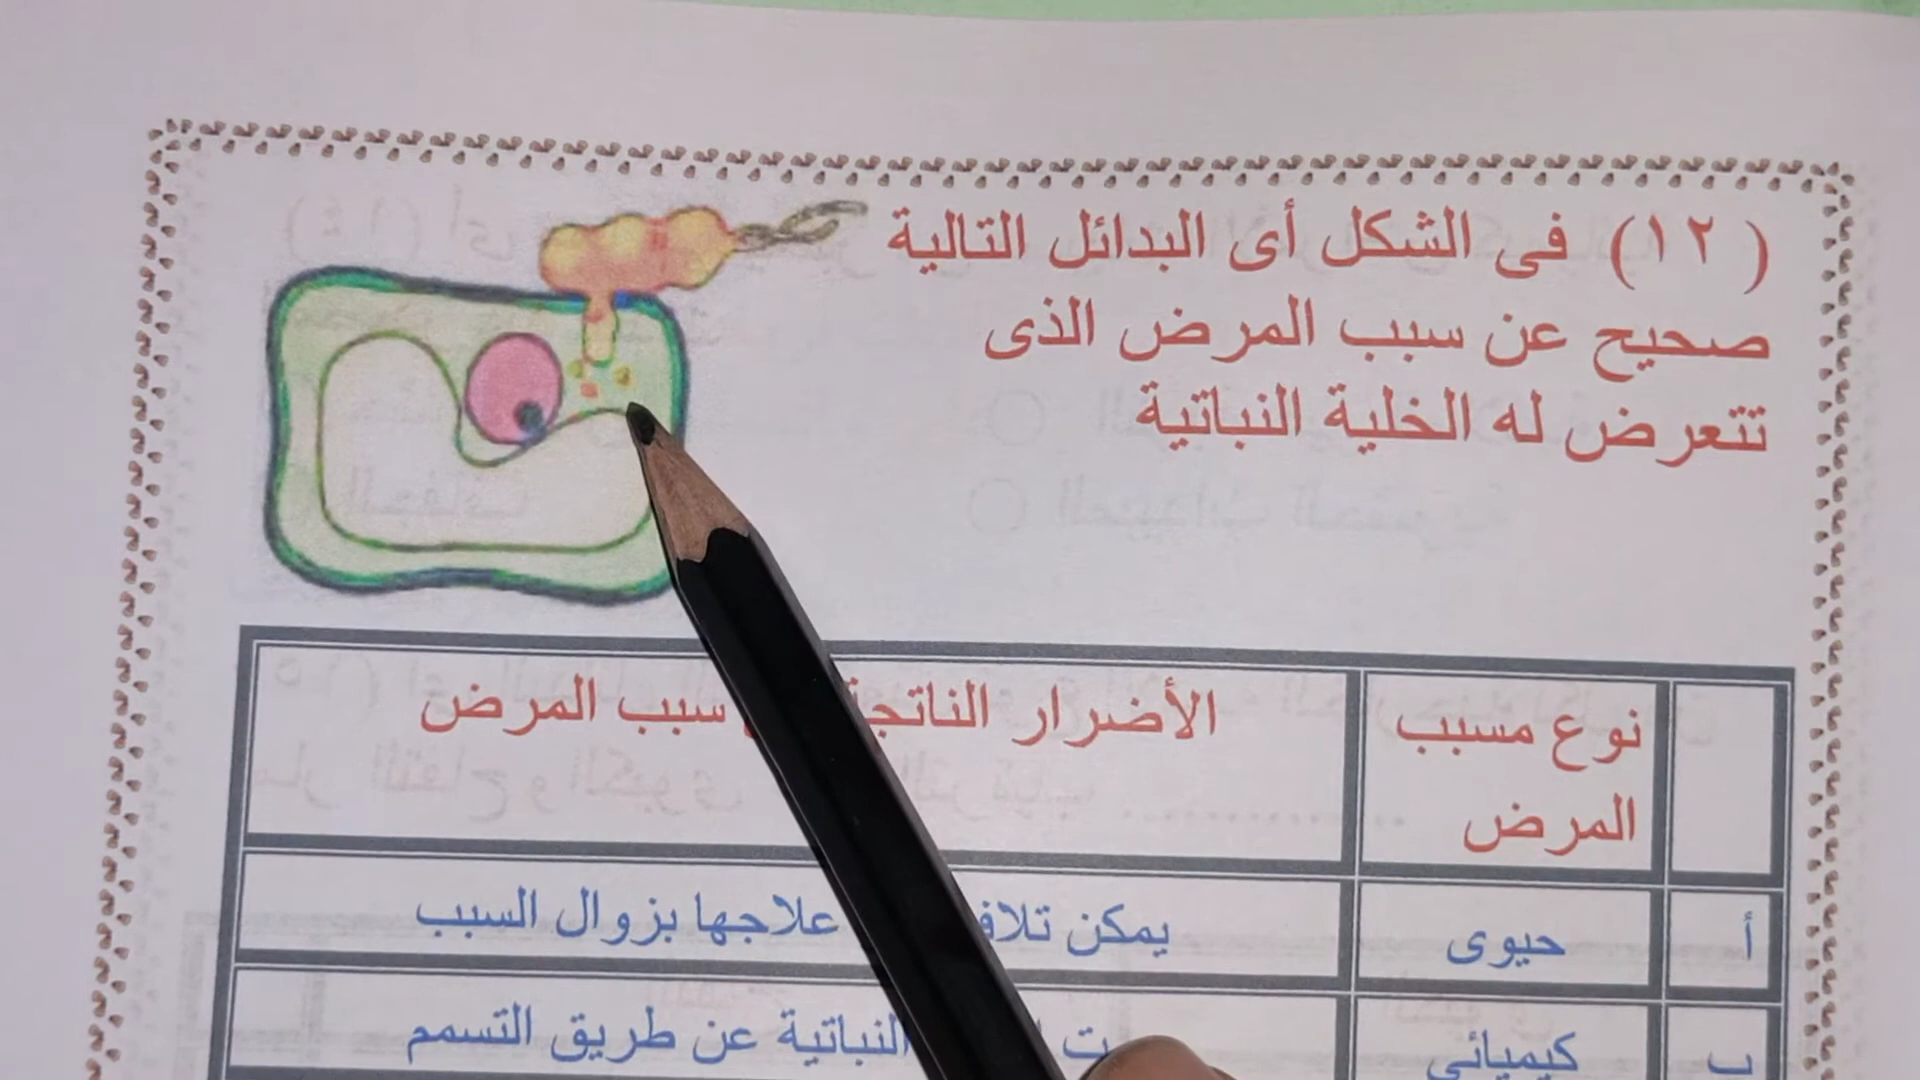 (١٢) فى الشكل أى البدائل التالية
صحيح عن سبب المرض الذى
تتعرض له الخلية النباتية
نوع مسبب
المرض
الأضرار الناتجة سبب المرض
أ
حيوى
يمكن علاجها بزوال السبب
ب
كيميائى
النباتية عن طريق التسمم